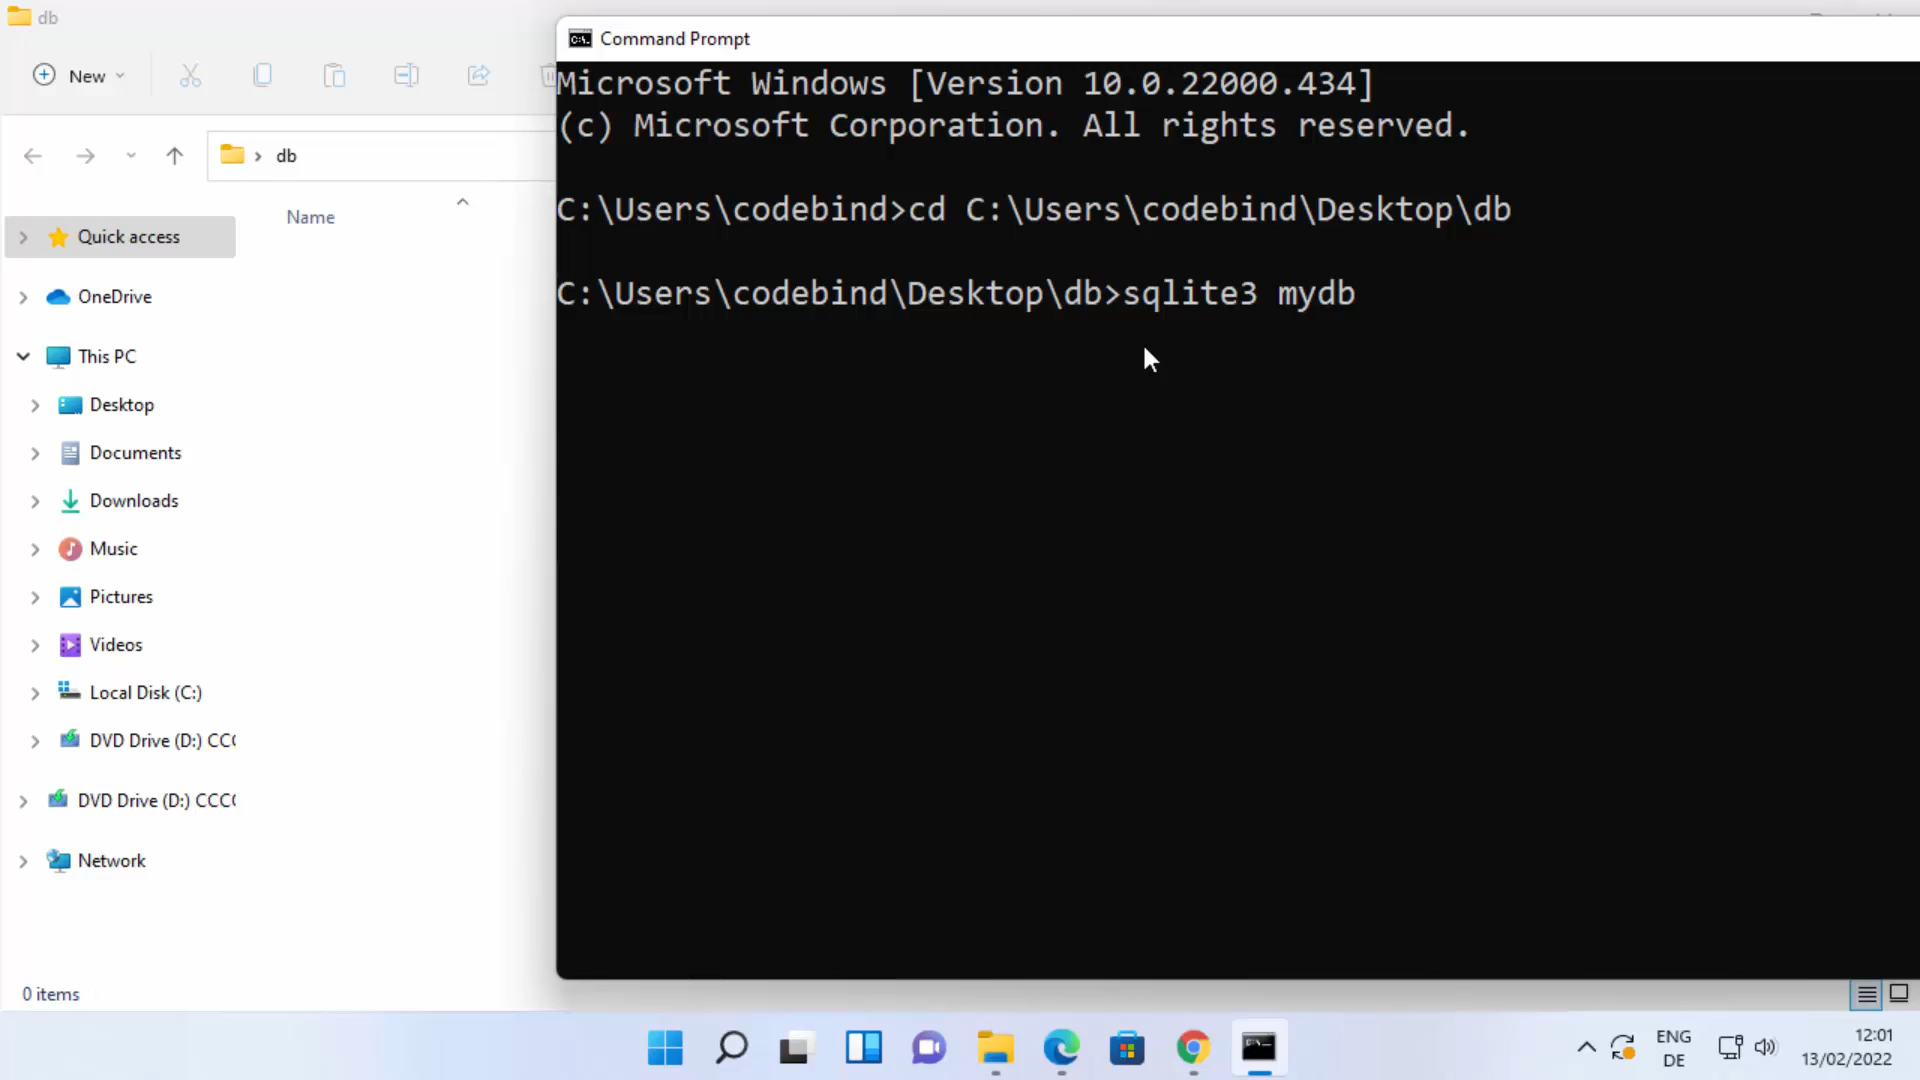 db
Command Prompt
New
Microsoft Windows [Version 10.0.22000.434]
(c) Microsoft Corporation. All rights reserved.
db
C:\Users\codebind>cd C:\Users\codebind\Desktop\db
Name
Quick access
C:\Users\codebind\Desktop\db>sqlite3 mydb
OneDrive
This PC
Desktop
Documents
Downloads
Music
Pictures
Videos
Local Disk (C:)
DVD Drive (D:) CCC
DVD Drive (D:) CCC
Network
0 items
ENG
DE
12:01
13/02/2022